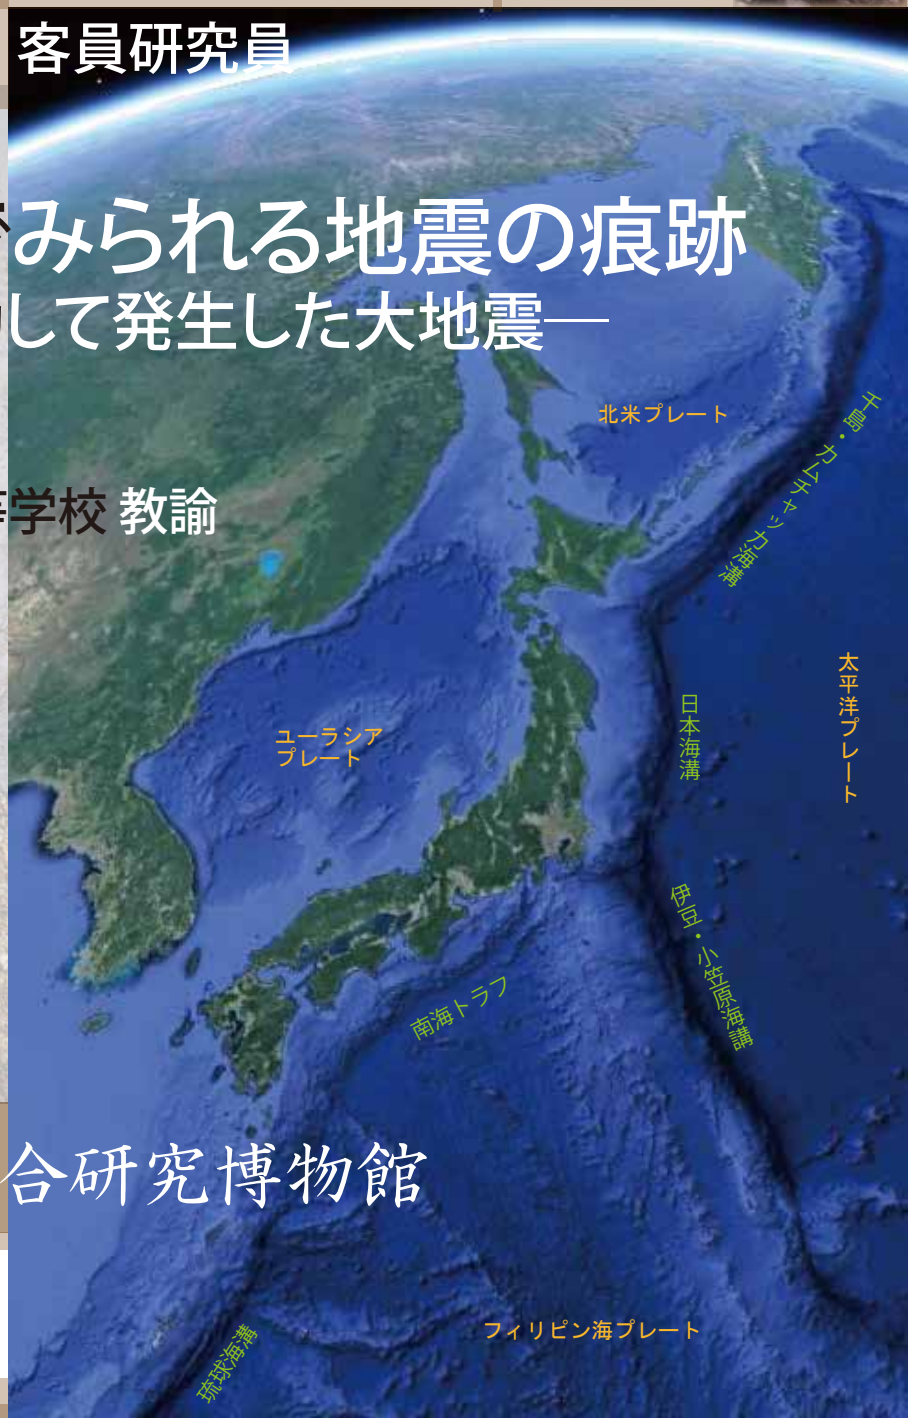 客員研究員
みられる地震の痕跡
して発生した大地震―
学校 教諭
北米プレート
千島・カムチャッカ海溝
太平洋プレート
日本海溝
ユーラシア
プレート
伊豆・小笠原海講
南海トラフ
合研究博物館
フィリピン海プレート
琉球海溝